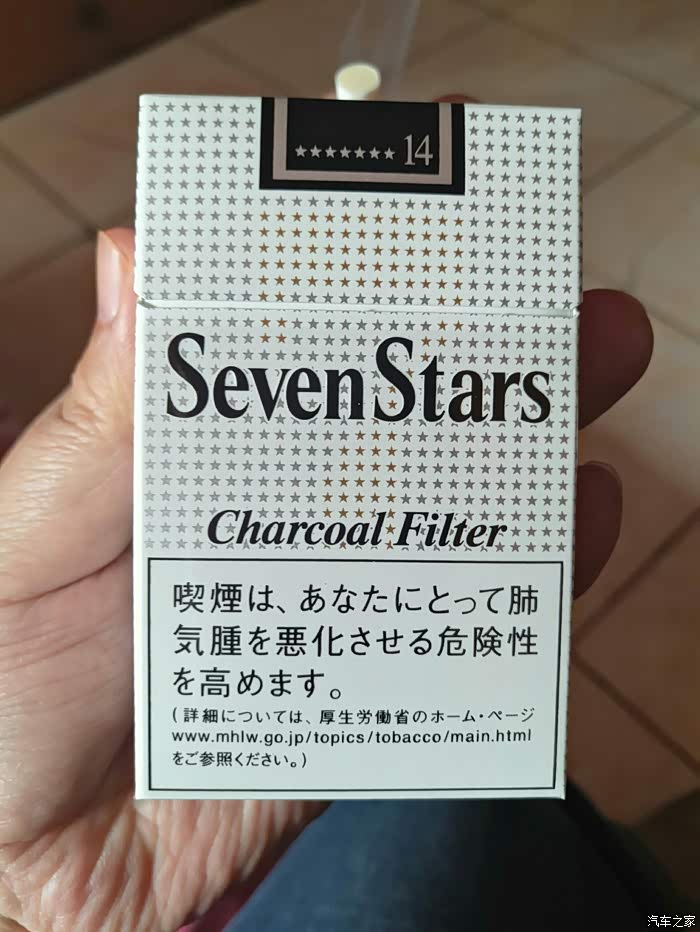 ★★★★★★★ 14
Seven Stars
Charcoal Filter
喫煙は、あなたにとって肺
気腫を悪化させる危険性
を高めます。
(詳細については、厚生労働省のホーム・ページ
www.mhlw.go.jp/topics/tobacco/main.html
をご参照ください。)
汽车之家